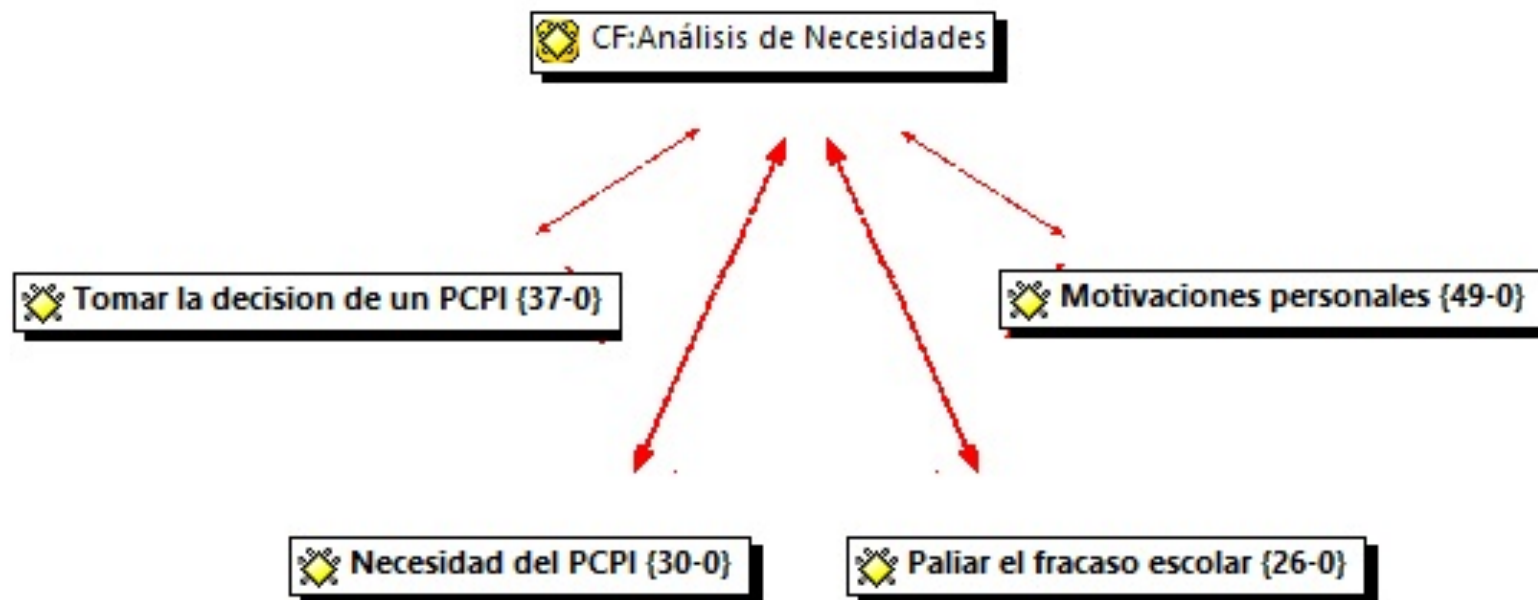 CF:Análisis de Necesidades
Tomar la decision de un PCPI {37-0}
Motivaciones personales {49-0}
Necesidad del PCPI {30-0}
Paliar el fracaso escolar {26-0}